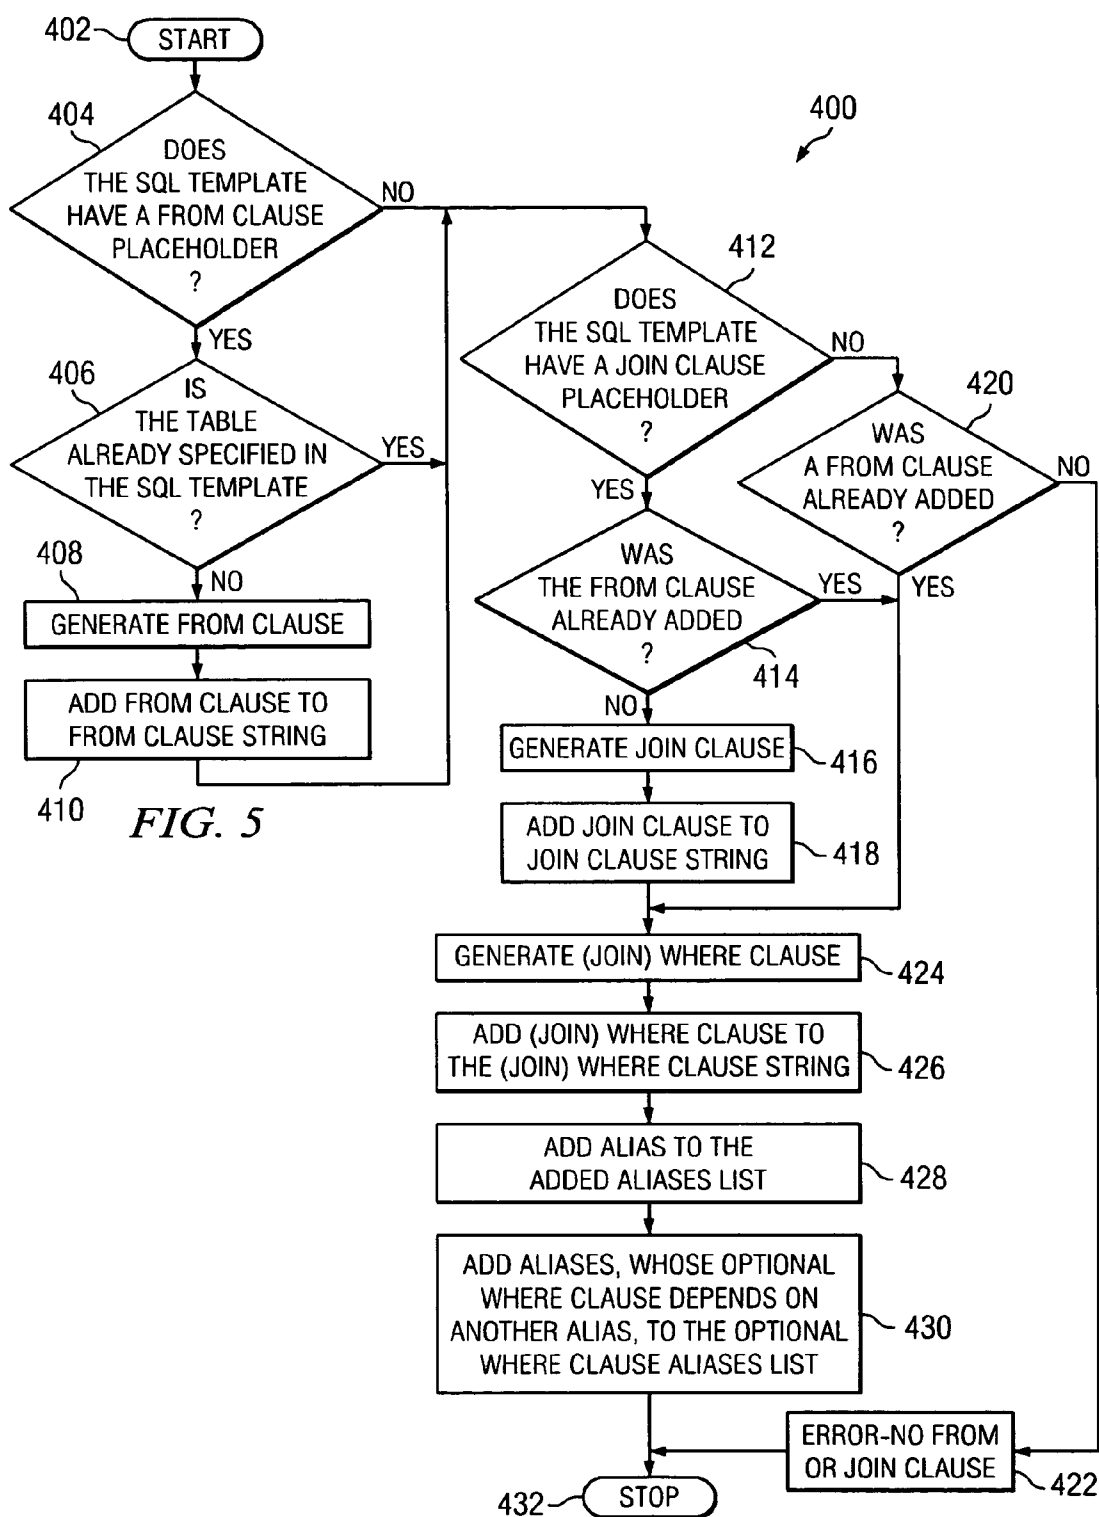 402
START
404
DOES
THE SQL TEMPLATE
HAVE A FROM CLAUSE
PLACEHOLDER
?
NO
YES
400
406
IS
THE TABLE
ALREADY SPECIFIED IN
THE SQL TEMPLATE
?
YES
NO
408
GENERATE FROM CLAUSE
ADD FROM CLAUSE TO
FROM CLAUSE STRING
410
FIG. 5
412
DOES
THE SQL TEMPLATE
HAVE A JOIN CLAUSE
PLACEHOLDER
?
NO
YES
420
WAS
A FROM CLAUSE
ALREADY ADDED
?
NO
YES
WAS
THE FROM CLAUSE
ALREADY ADDED
?
YES
414
NO
GENERATE JOIN CLAUSE
416
ADD JOIN CLAUSE TO
JOIN CLAUSE STRING
418
GENERATE (JOIN) WHERE CLAUSE
424
ADD (JOIN) WHERE CLAUSE TO
THE (JOIN) WHERE CLAUSE STRING
426
ADD ALIAS TO THE
ADDED ALIASES LIST
428
ADD ALIASES, WHOSE OPTIONAL
WHERE CLAUSE DEPENDS ON
ANOTHER ALIAS, TO THE OPTIONAL
WHERE CLAUSE ALIASES LIST
430
ERROR-NO FROM
OR JOIN CLAUSE
422
432
STOP